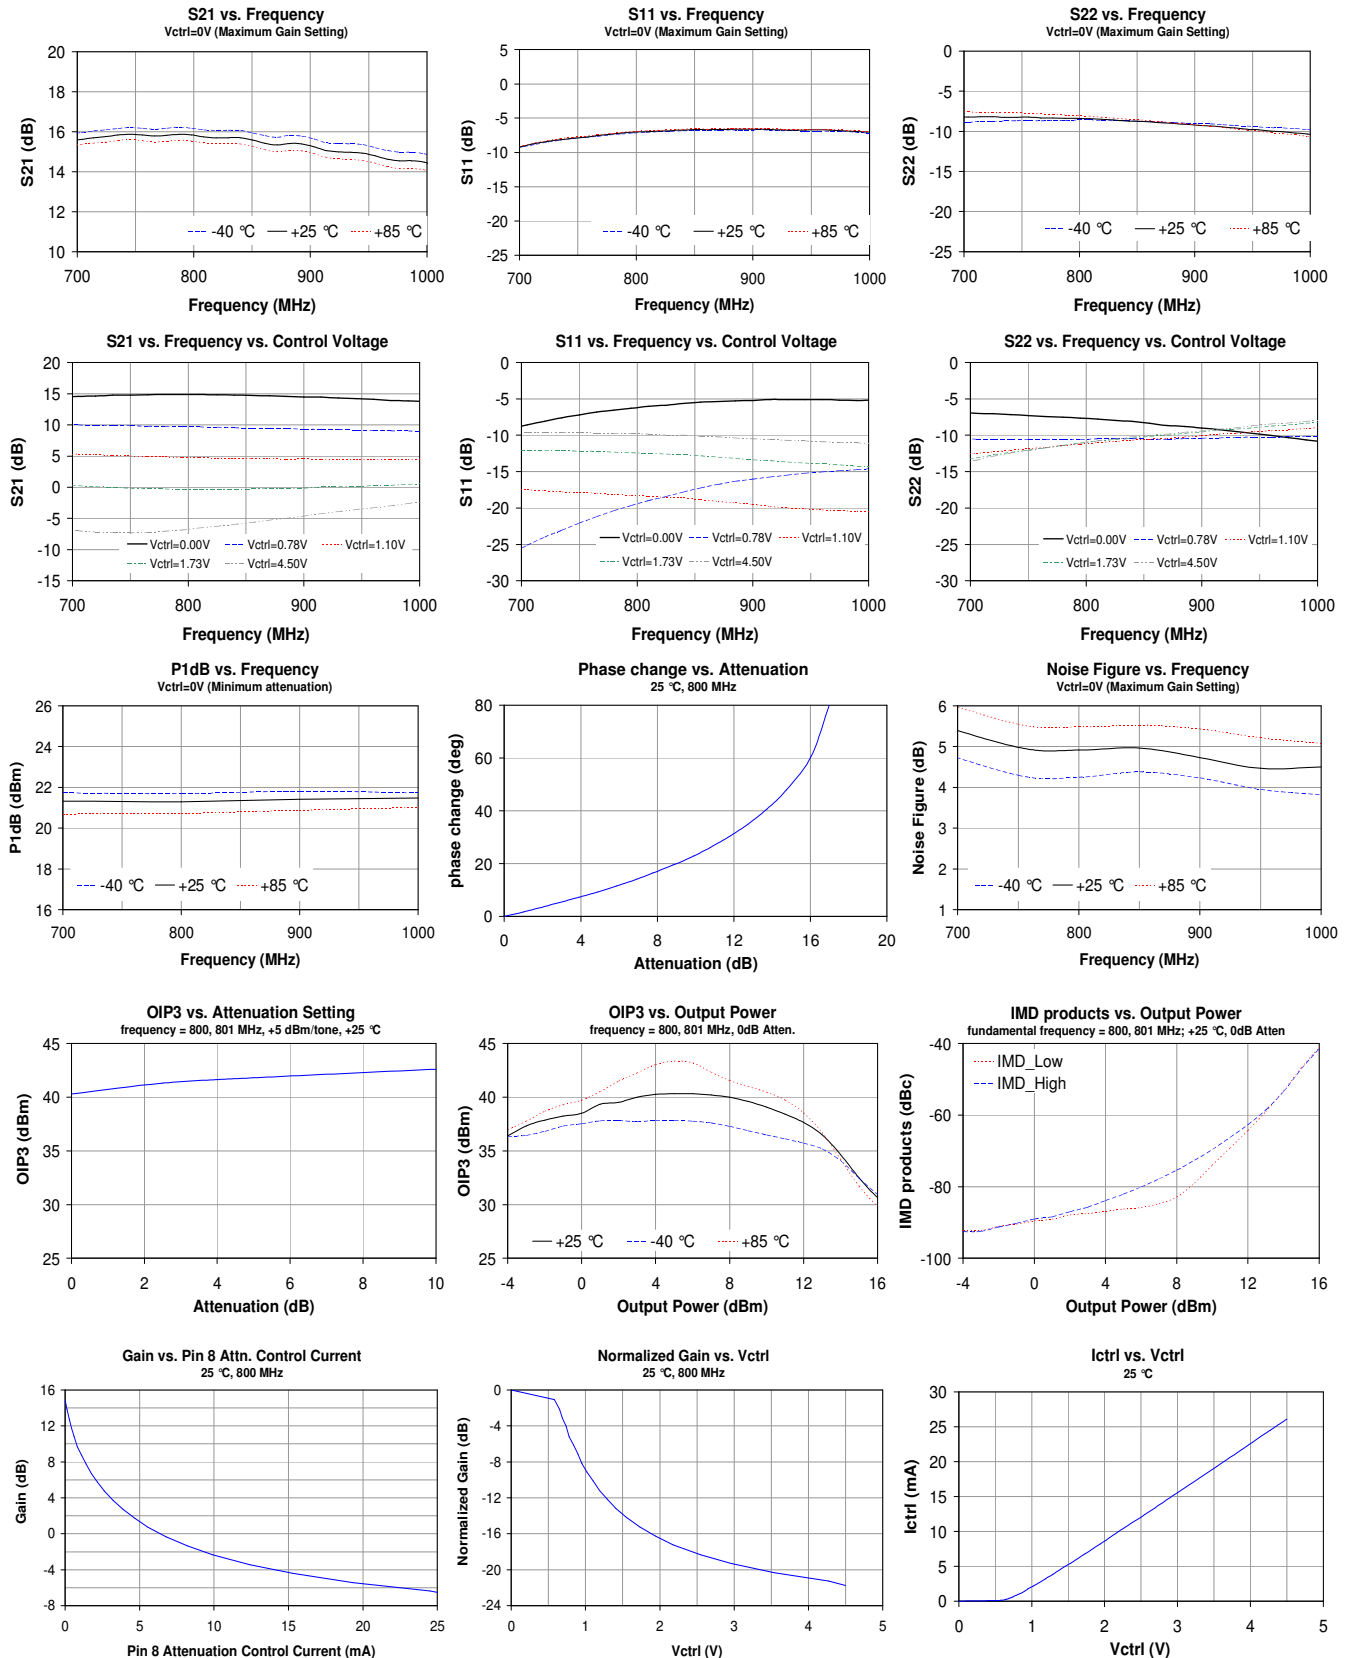 S21 vs. Frequency
Vctrl=0V (Maximum Gain Setting)
20
18
16
14
12
10
S21 (dB)
-40 °C
+25 °C
+85 °C
700
800
900
1000
Frequency (MHz)
S11 vs. Frequency
Vctrl=0V (Maximum Gain Setting)
5
0
-5
-10
-15
-20
-25
S11 (dB)
-40 °C
+25 °C
+85 °C
700
800
900
1000
Frequency (MHz)
S22 vs. Frequency
Vctrl=0V (Maximum Gain Setting)
0
-5
-10
-15
-20
-25
S22 (dB)
-40 °C
+25 °C
+85 °C
700
800
900
1000
Frequency (MHz)
S21 vs. Frequency vs. Control Voltage
20
15
10
5
0
-5
-10
-15
S21 (dB)
Vctrl=0.00V
Vctrl=0.78V
Vctrl=1.10V
Vctrl=1.73V
Vctrl=4.50V
700
800
900
1000
Frequency (MHz)
S11 vs. Frequency vs. Control Voltage
0
-5
-10
-15
-20
-25
-30
S11 (dB)
Vctrl=0.00V
Vctrl=0.78V
Vctrl=1.10V
Vctrl=1.73V
Vctrl=4.50V
700
800
900
1000
Frequency (MHz)
S22 vs. Frequency vs. Control Voltage
0
-5
-10
-15
-20
-25
-30
S22 (dB)
Vctrl=0.00V
Vctrl=0.78V
Vctrl=1.10V
Vctrl=1.73V
Vctrl=4.50V
700
800
900
1000
Frequency (MHz)
P1dB vs. Frequency
Vctrl=0V (Minimum attenuation)
26
24
22
20
18
16
P1dB (dBm)
-40 °C
+25 °C
+85 °C
700
800
900
1000
Frequency (MHz)
Phase change vs. Attenuation
25 °C, 800 MHz
80
60
40
20
0
phase change (deg)
0
4
8
12
16
20
Attenuation (dB)
Noise Figure vs. Frequency
Vctrl=0V (Maximum Gain Setting)
6
5
4
3
2
1
Noise Figure (dB)
-40 °C
+25 °C
+85 °C
700
800
900
1000
Frequency (MHz)
OIP3 vs. Attenuation Setting
frequency = 800, 801 MHz, +5 dBm/tone, +25 °C
45
40
35
30
25
OIP3 (dBm)
0
2
4
6
8
10
Attenuation (dB)
OIP3 vs. Output Power
frequency = 800, 801 MHz, 0dB Atten.
45
40
35
30
25
OIP3 (dBm)
+25 °C
-40 °C
+85 °C
-4
0
4
8
12
16
Output Power (dBm)
IMD products vs. Output Power
fundamental frequency = 800, 801 MHz; +25 °C, 0dB Atten
-40
-60
-80
-100
IMD products (dBc)
IMD_Low
IMD_High
-4
0
4
8
12
16
Output Power (dBm)
Gain vs. Pin 8 Attn. Control Current
25 °C, 800 MHz
16
12
8
4
0
-4
-8
Gain (dB)
0
5
10
15
20
25
Pin 8 Attenuation Control Current (mA)
Normalized Gain vs. Vctrl
25 °C, 800 MHz
0
-4
-8
-12
-16
-20
-24
Normalized Gain (dB)
0
1
2
3
4
5
Vctrl (V)
Ictrl vs. Vctrl
25 °C
30
25
20
15
10
5
0
Ictrl (mA)
0
1
2
3
4
5
Vctrl (V)